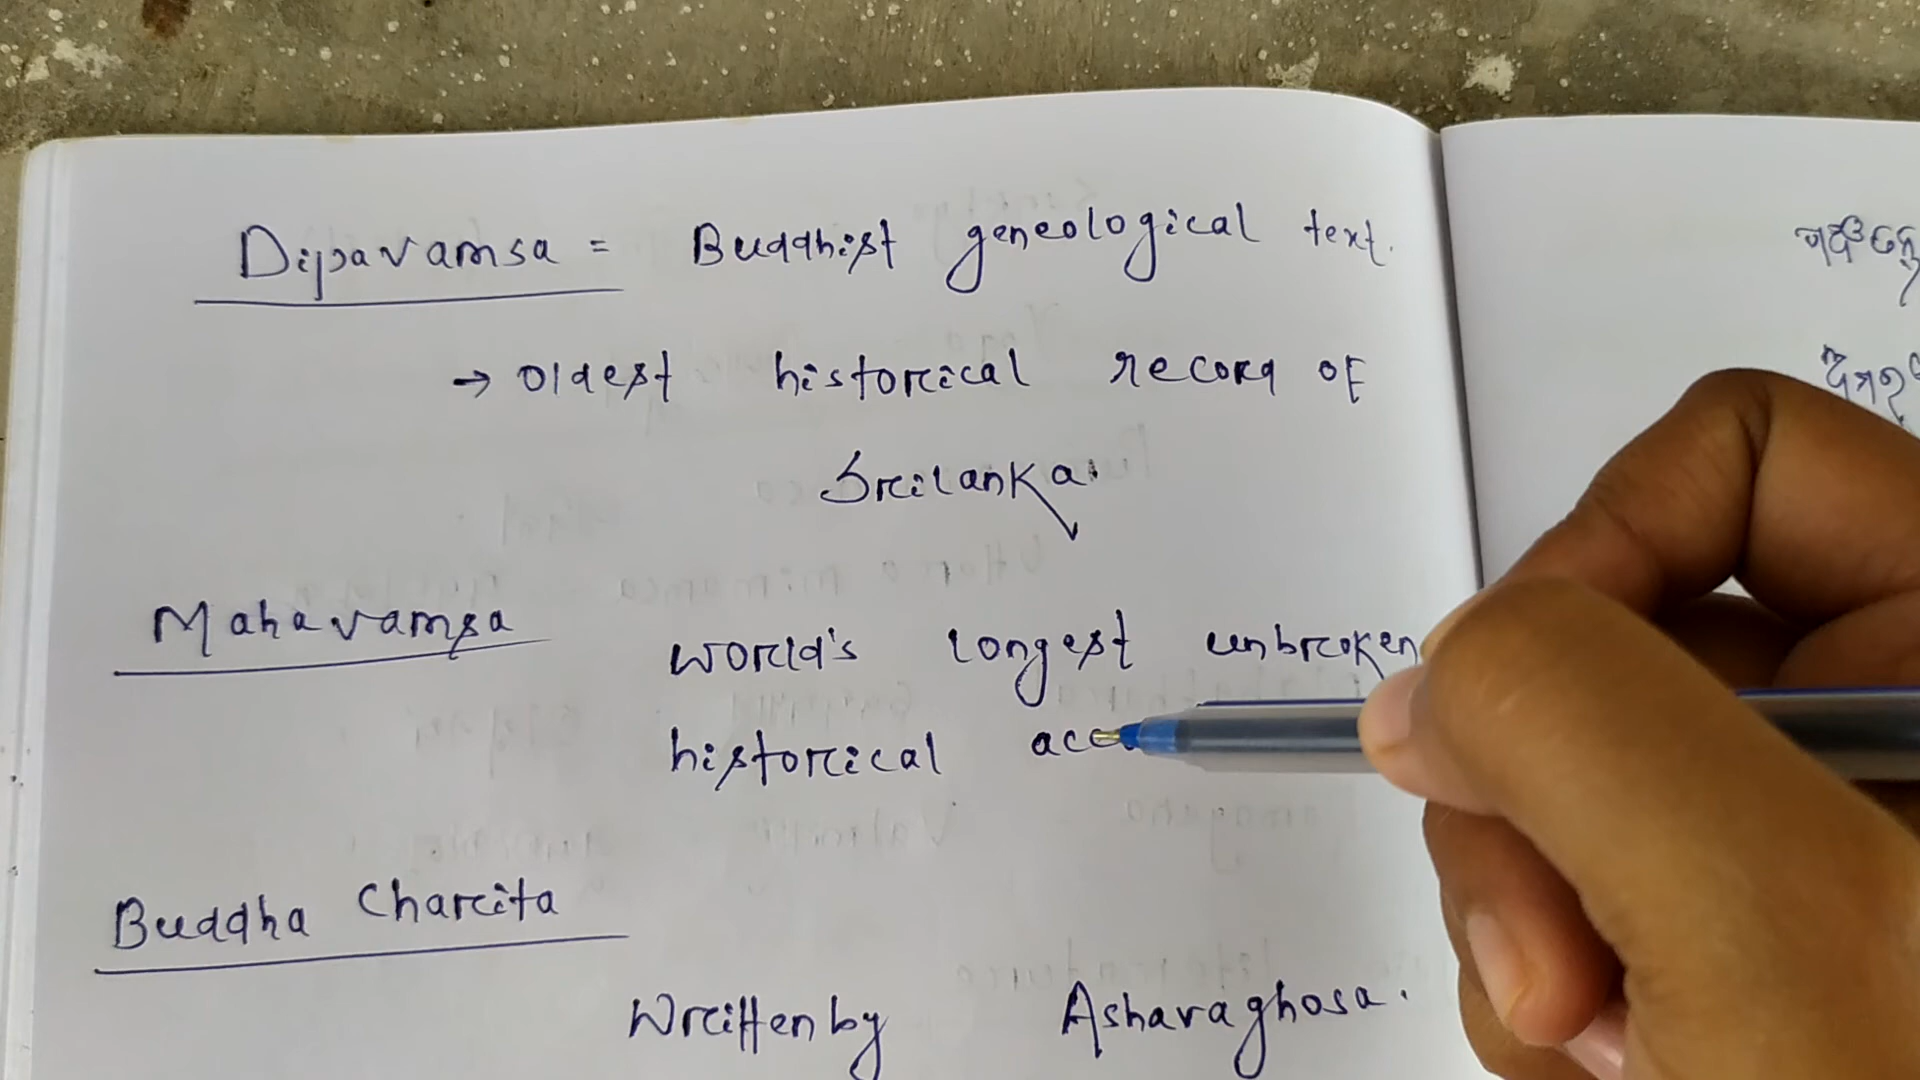 Dipavamsa = Buddhist geneological text.
→ oldest historical record of
Srilanka.
Mahavamsa
world's longest unbroken
historical
Buddha Charita
Written by Asharaghosa.